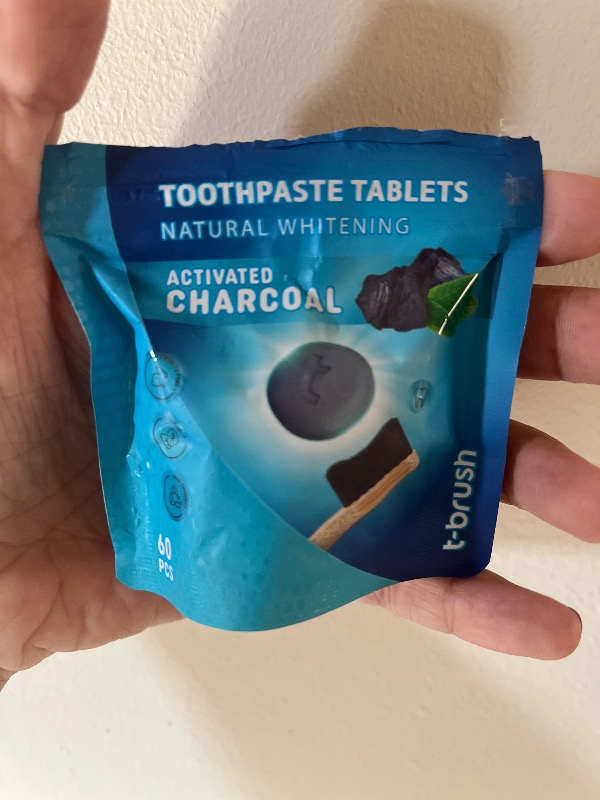 TOOTHPASTE TABLETS
NATURAL WHITENING
ACTIVATED
CHARCOAL
t-brush
60
PCS